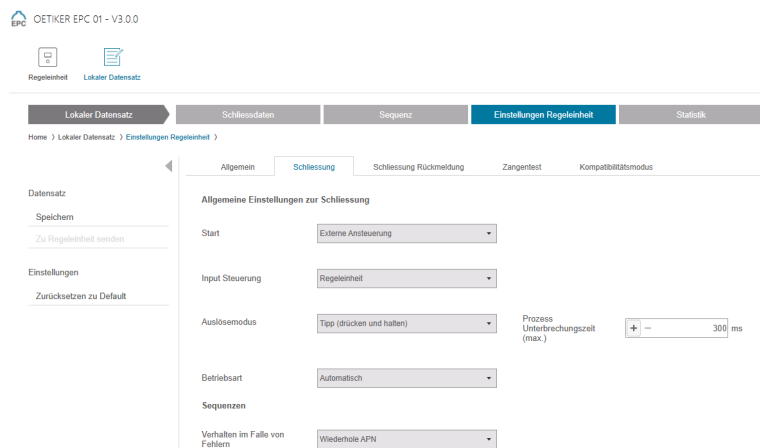 EPC OETIKER EPC 01 - V3.0.0
Regeleinheit Lokaler Datensatz
Lokaler Datensatz Schliessdaten Sequenz Einstellungen Regeleinheit Statistik
Home > Lokaler Datensatz > Einstellungen Regeleinheit >
Allgemein Schliessung Schliessung Rückmeldung Zangentest Kompatibilitätsmodus
Datensatz
Speichern
Zu Regeleinheit senden
Einstellungen
Zurücksetzen zu Default
Allgemeine Einstellungen zur Schliessung
Start Externe Ansteuerung
Input Steuerung Regeleinheit
Auslösemodus Tipp (drücken und halten)
Prozess
Unterbrechungszeit
(max.)
+ − 300 ms
Betriebsart Automatisch
Sequenzen
Verhalten im Falle von
Fehlern
Wiederhole APN